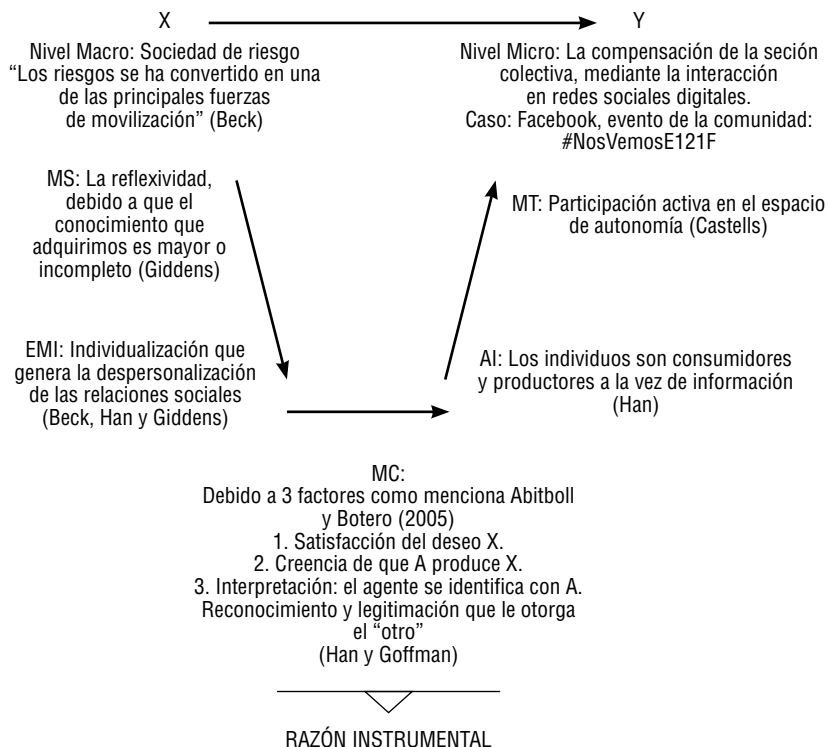 X
Y
Nivel Macro: Sociedad de riesgo
“Los riesgos se ha convertido en una
de las principales fuerzas
de movilización” (Beck)
Nivel Micro: La compensación de la seción
colectiva, mediante la interacción
en redes sociales digitales.
Caso: Facebook, evento de la comunidad:
#NosVemosE121F
MS: La reflexividad,
debido a que el
conocimiento que
adquirimos es mayor o
incompleto (Giddens)
MT: Participación activa en el espacio
de autonomía (Castells)
EMI: Individualización que
genera la despersonalización
de las relaciones sociales
(Beck, Han y Giddens)
AI: Los individuos son consumidores
y productores a la vez de información
(Han)
MC:
Debido a 3 factores como menciona Abitboll
y Botero (2005)
1. Satisfacción del deseo X.
2. Creencia de que A produce X.
3. Interpretación: el agente se identifica con A.
Reconocimiento y legitimación que le otorga
el “otro”
(Han y Goffman)
RAZÓN INSTRUMENTAL